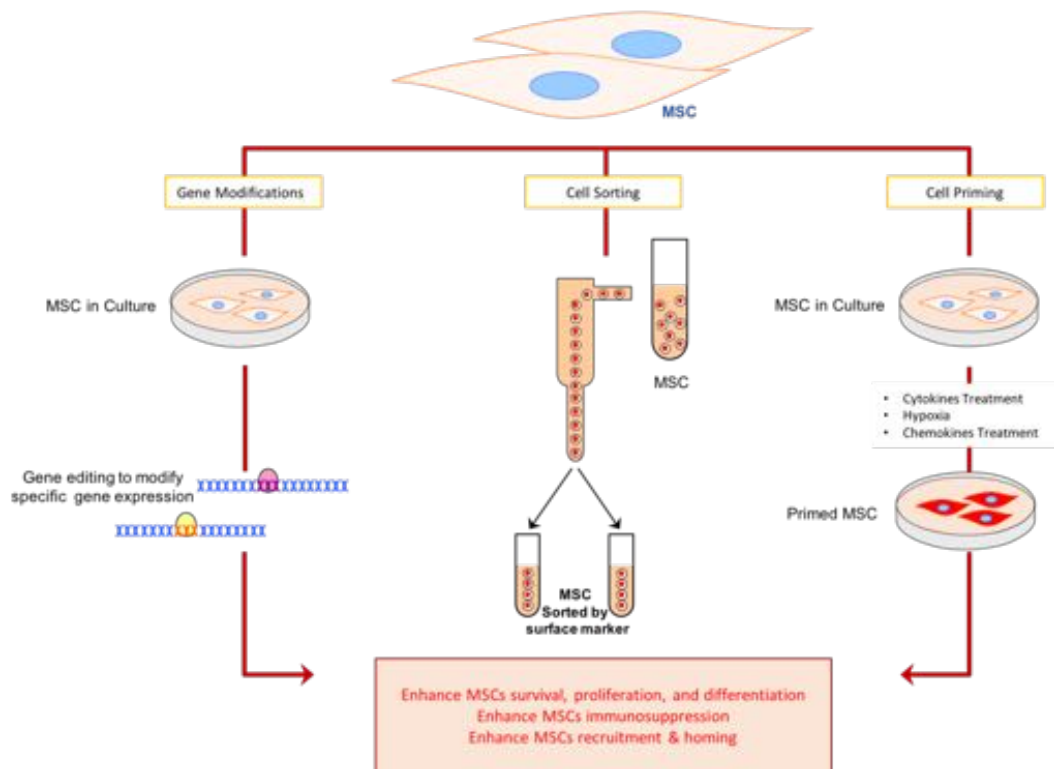 MSC
Gene Modifications
Cell Sorting
Cell Priming
MSC in Culture
MSC
MSC in Culture
• Cytokines Treatment
• Hypoxia
• Chemokines Treatment
Gene editing to modify
specific gene expression
Primed MSC
MSC
Sorted by
surface marker
Enhance MSCs survival, proliferation, and differentiation
Enhance MSCs immunosuppression
Enhance MSCs recruitment & homing